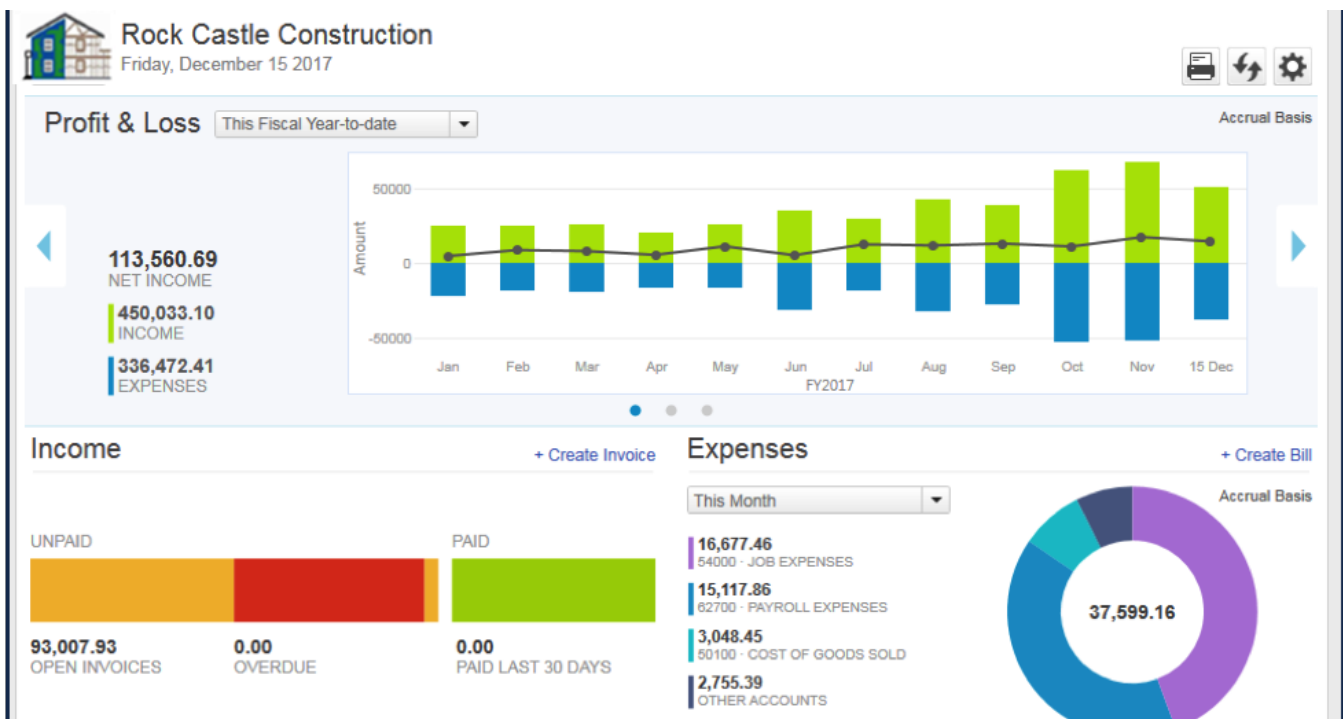 Rock Castle Construction
Friday, December 15 2017
Profit & Loss This Fiscal Year-to-date
Accrual Basis
113,560.69
NET INCOME
450,033.10
INCOME
336,472.41
EXPENSES
Amount
50000
0
-50000
Jan Feb Mar Apr May Jun Jul Aug Sep Oct Nov 15 Dec
FY2017
Income
+ Create Invoice
UNPAID
PAID
93,007.93
OPEN INVOICES
0.00
OVERDUE
0.00
PAID LAST 30 DAYS
Expenses
+ Create Bill
This Month
Accrual Basis
16,677.46
54000 · JOB EXPENSES
15,117.86
62700 · PAYROLL EXPENSES
3,048.45
50100 · COST OF GOODS SOLD
2,755.39
OTHER ACCOUNTS
37,599.16